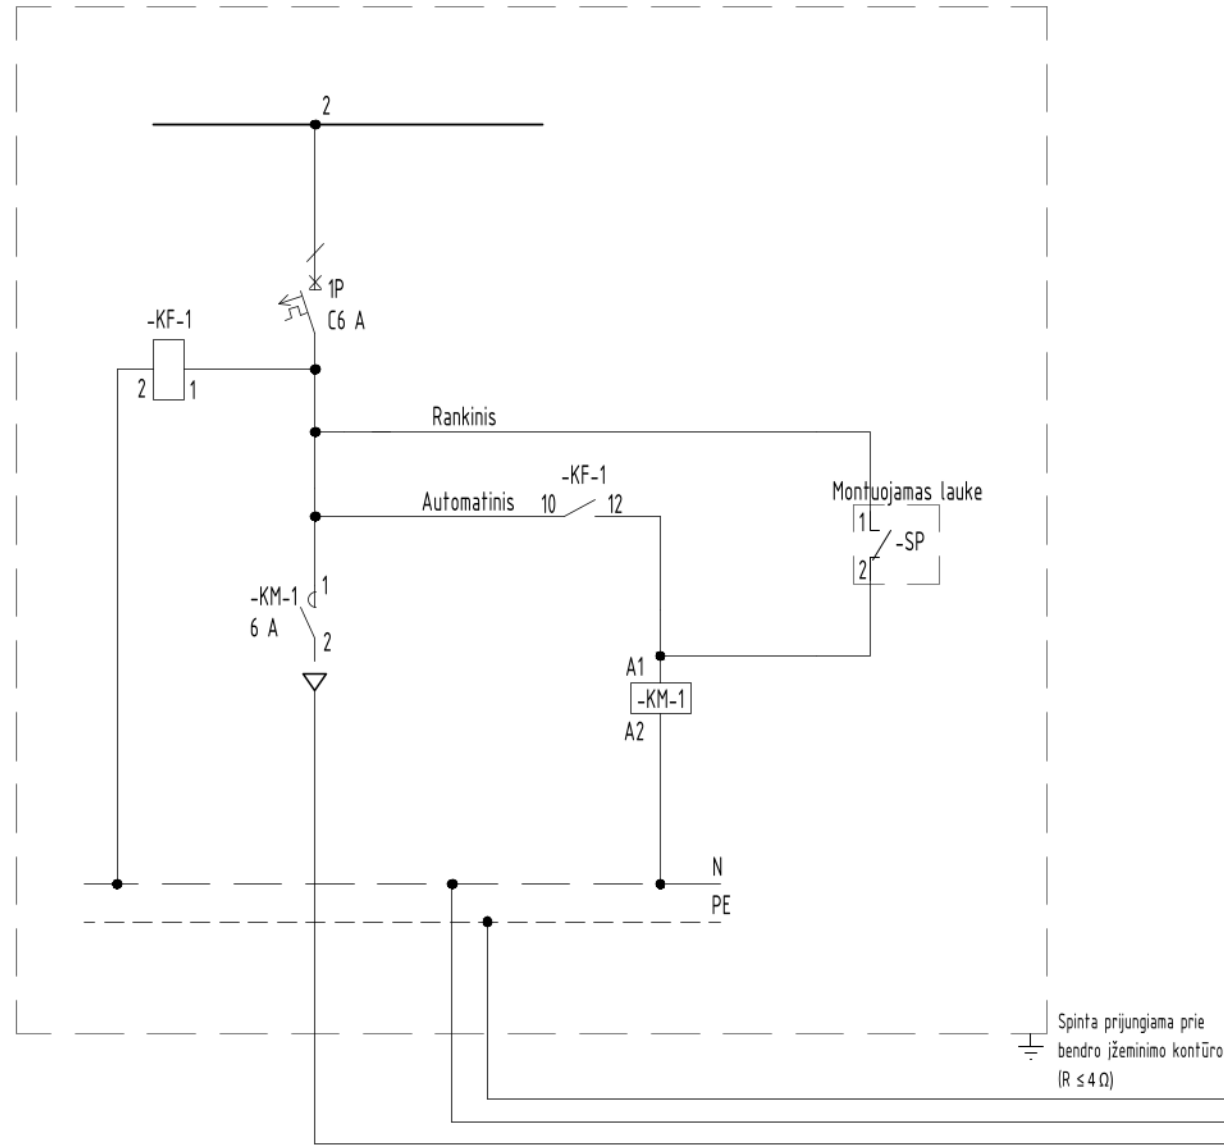 2
1P
C6 A
-KF-1
2
1
Rankinis
-KF-1
Automatinis
10
12
Montuojamas lauke
1
-SP
2
-KM-1
1
6 A
2
A1
-KM-1
A2
N
PE
Spinta prijungiama prie
bendro įžeminimo kontūro
(R ≤ 4 Ω)